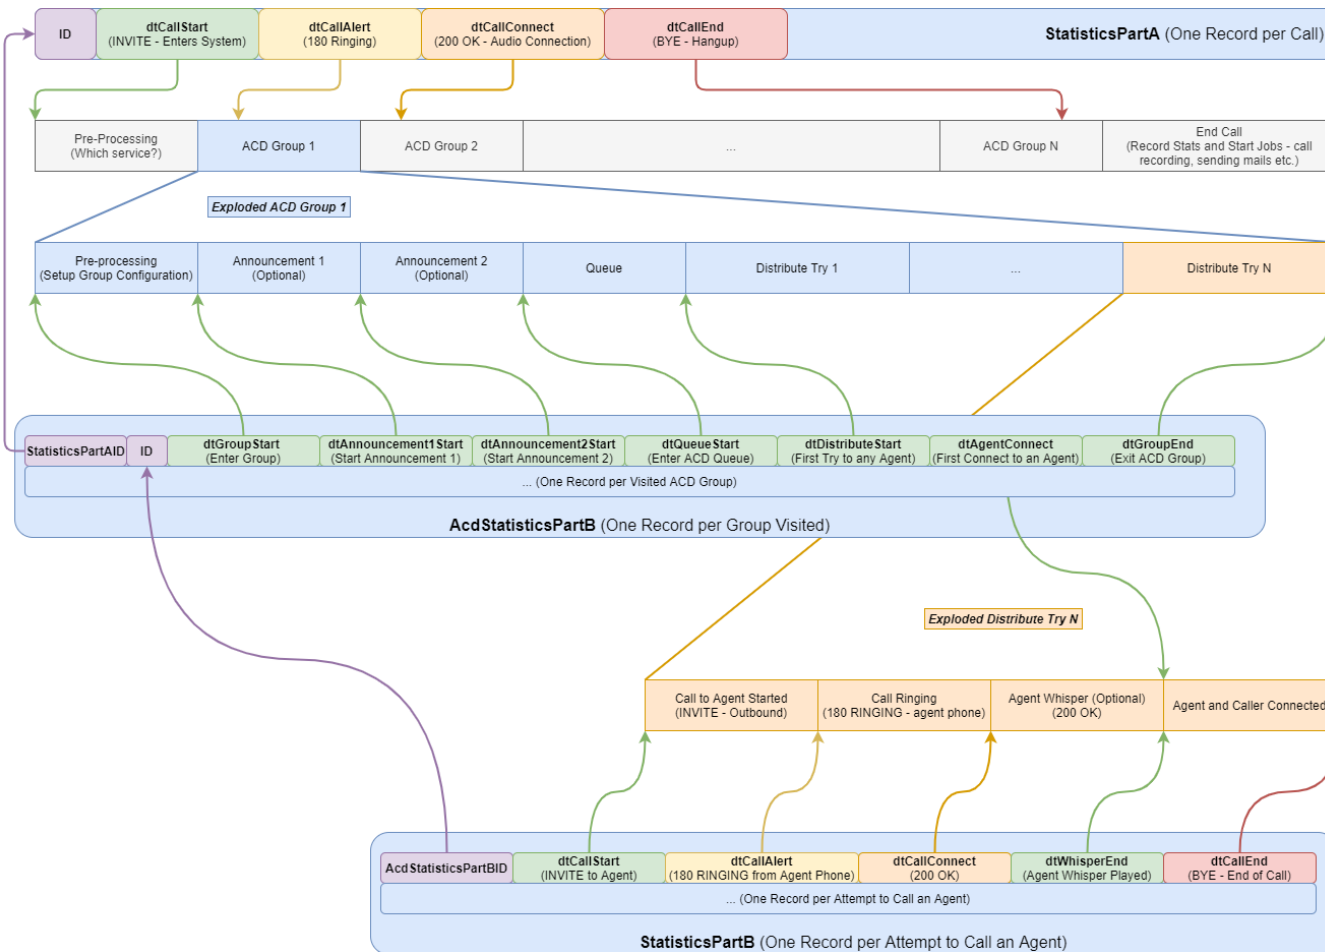 ID
dtCallStart
(INVITE - Enters System)
dtCallAlert
(180 Ringing)
dtCallConnect
(200 OK - Audio Connection)
dtCallEnd
(BYE - Hangup)
StatisticsPartA (One Record per Call)
Pre-Processing
(Which service?)
ACD Group 1
ACD Group 2
...
ACD Group N
End Call
(Record Stats and Start Jobs - call
recording, sending mails etc.)
Exploded ACD Group 1
Pre-processing
(Setup Group Configuration)
Announcement 1
(Optional)
Announcement 2
(Optional)
Queue
Distribute Try 1
...
Distribute Try N
StatisticsPartAID
ID
dtGroupStart
(Enter Group)
dtAnnouncement1Start
(Start Announcement 1)
dtAnnouncement2Start
(Start Announcement 2)
dtQueueStart
(Enter ACD Queue)
dtDistributeStart
(First Try to any Agent)
dtAgentConnect
(First Connect to an Agent)
dtGroupEnd
(Exit ACD Group)
... (One Record per Visited ACD Group)
AcdStatisticsPartB (One Record per Group Visited)
Exploded Distribute Try N
Call to Agent Started
(INVITE - Outbound)
Call Ringing
(180 RINGING - agent phone)
Agent Whisper (Optional)
(200 OK)
Agent and Caller Connected
AcdStatisticsPartBID
dtCallStart
(INVITE to Agent)
dtCallAlert
(180 RINGING from Agent Phone)
dtCallConnect
(200 OK)
dtWhisperEnd
(Agent Whisper Played)
dtCallEnd
(BYE - End of Call)
... (One Record per Attempt to Call an Agent)
StatisticsPartB (One Record per Attempt to Call an Agent)